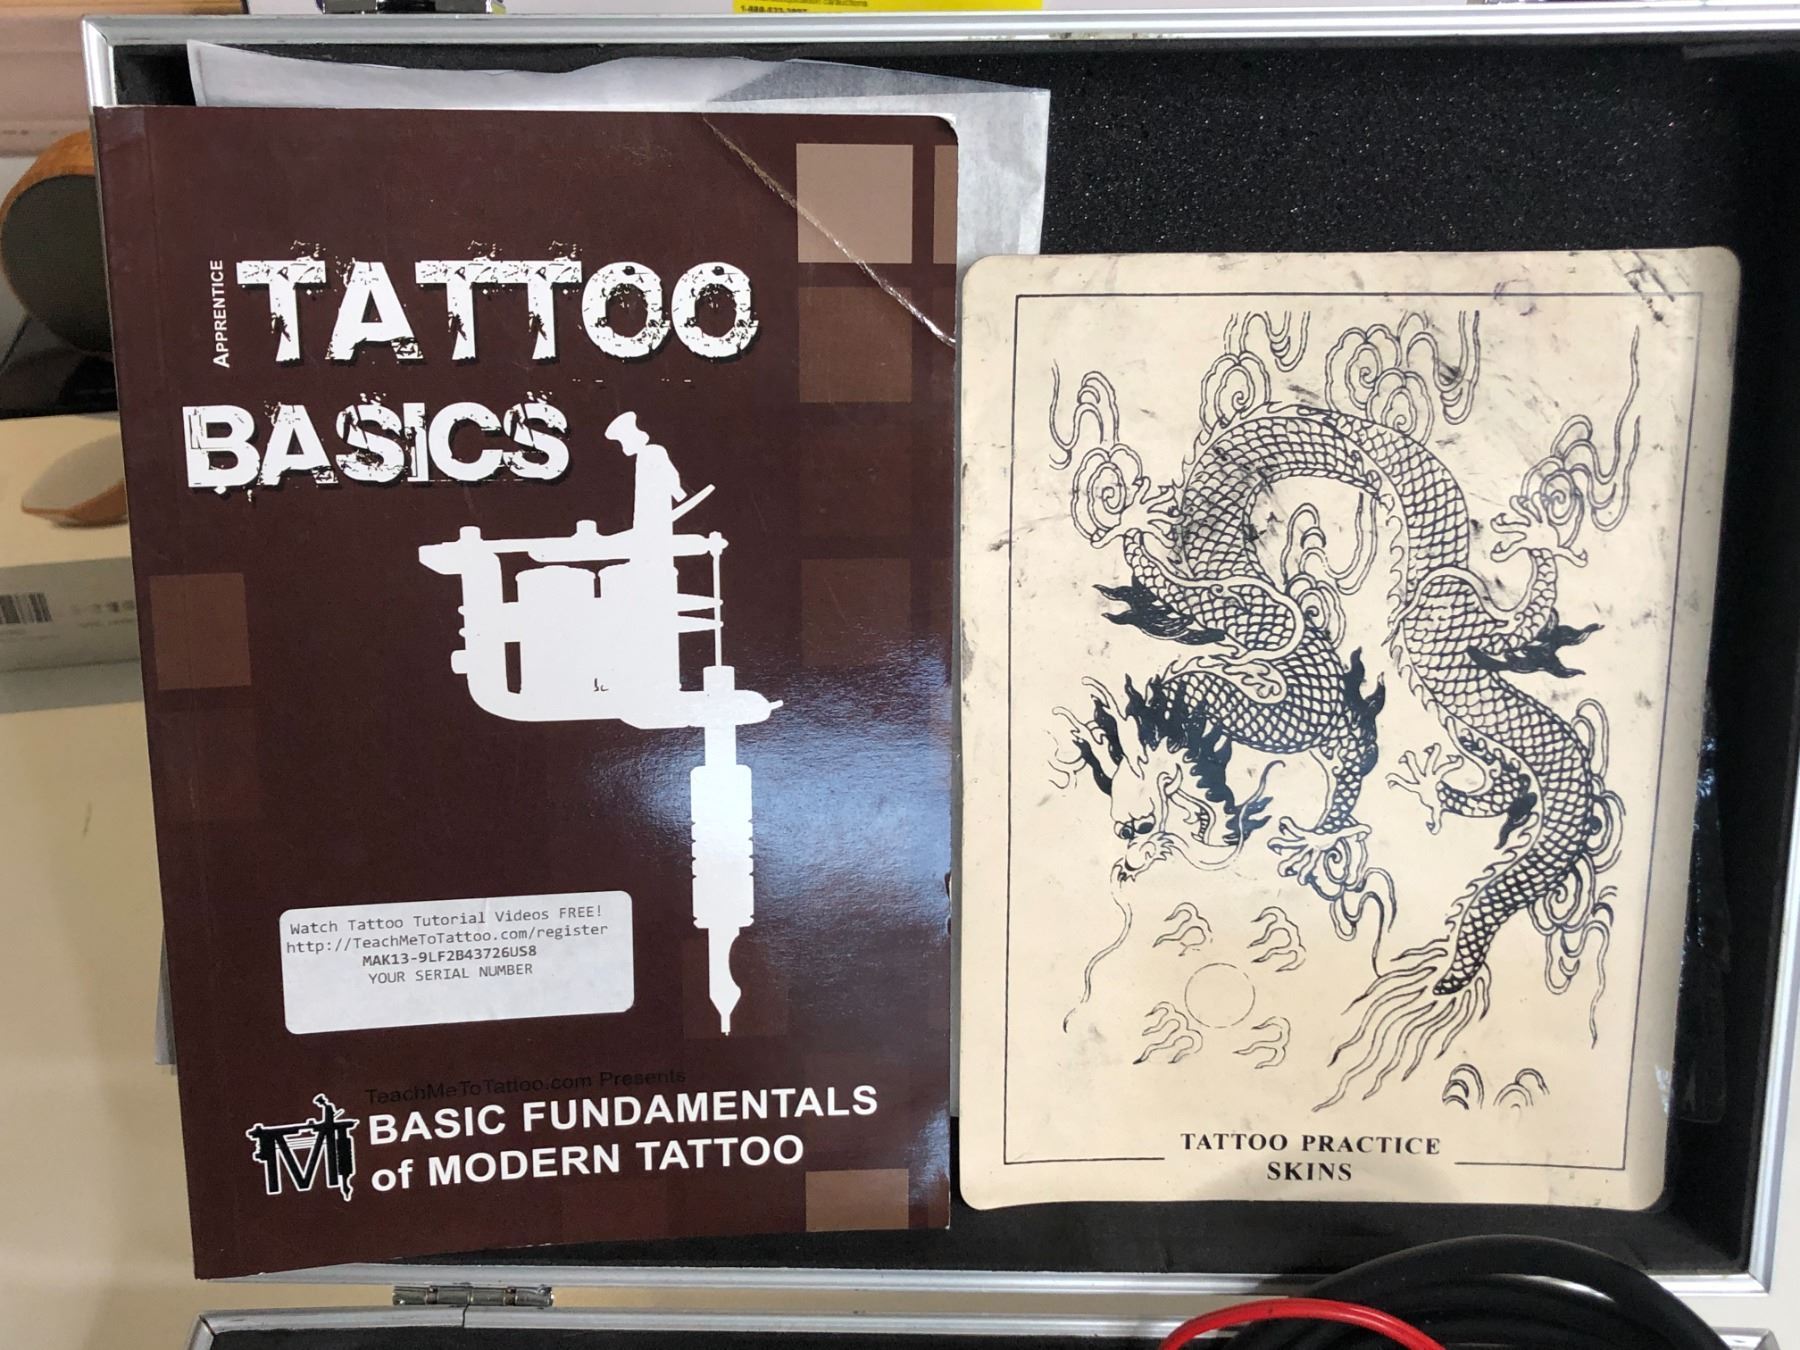 APPRENTICE
TATTOO
BASICS
Watch Tattoo Tutorial Videos FREE!
http://TeachMeToTattoo.com/register
MAK13-9LF2B43726US8
YOUR SERIAL NUMBER
TeachMeToTattoo.com Presents
BASIC FUNDAMENTALS
of MODERN TATTOO
TATTOO PRACTICE
SKINS